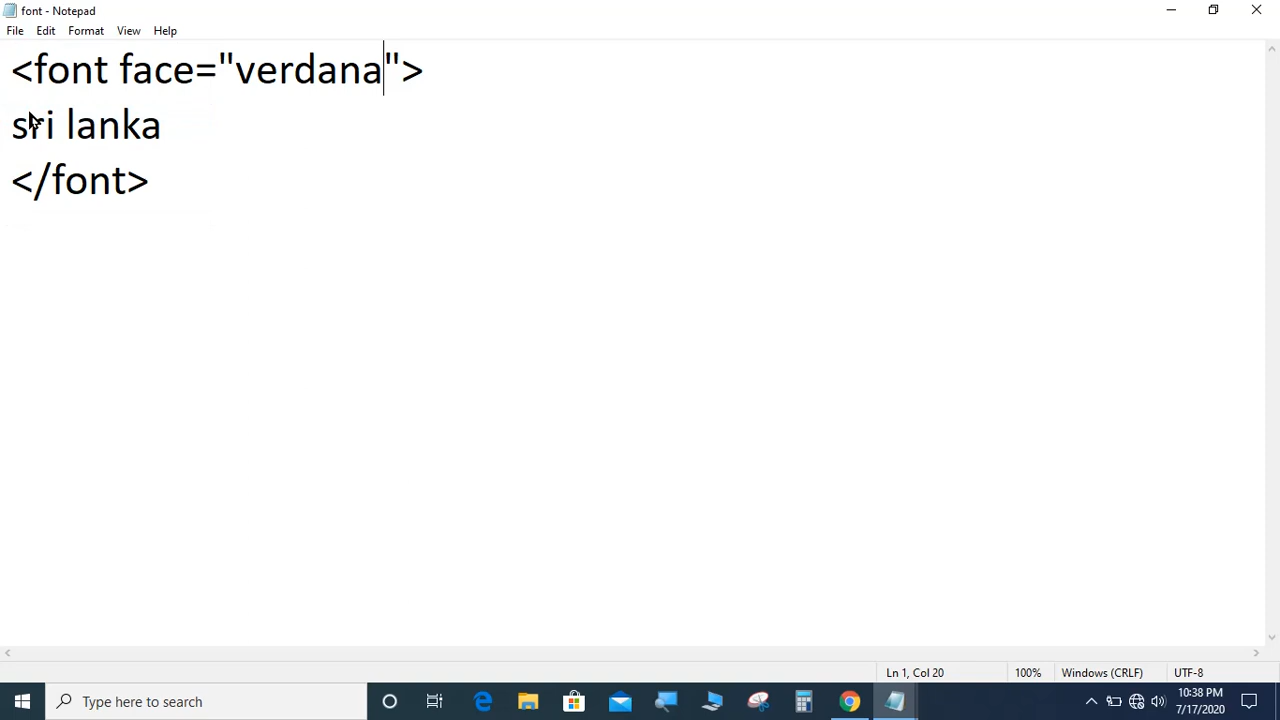 font - Notepad
File Edit Format View Help
<font face="verdana">
sri lanka
</font>
Ln 1, Col 20 100% Windows (CRLF) UTF-8
Type here to search
10:38 PM
7/17/2020